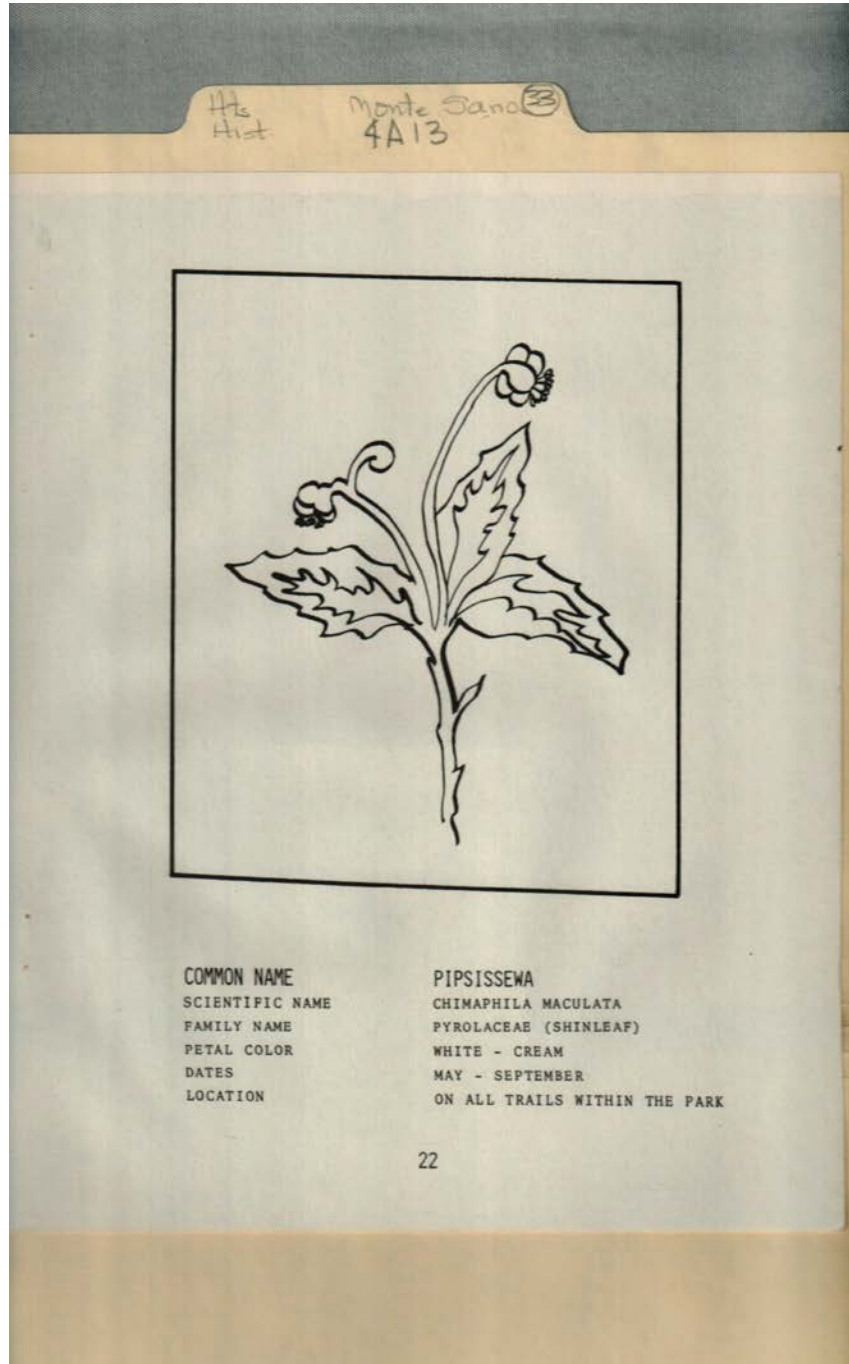 Hts Monte Sano 33
Hist 4A13
COMMON NAME PIPSISSEWA
SCIENTIFIC NAME CHIMAPHILA MACULATA
FAMILY NAME PYROLACEAE (SHINLEAF)
PETAL COLOR WHITE - CREAM
DATES MAY - SEPTEMBER
LOCATION ON ALL TRAILS WITHIN THE PARK
22